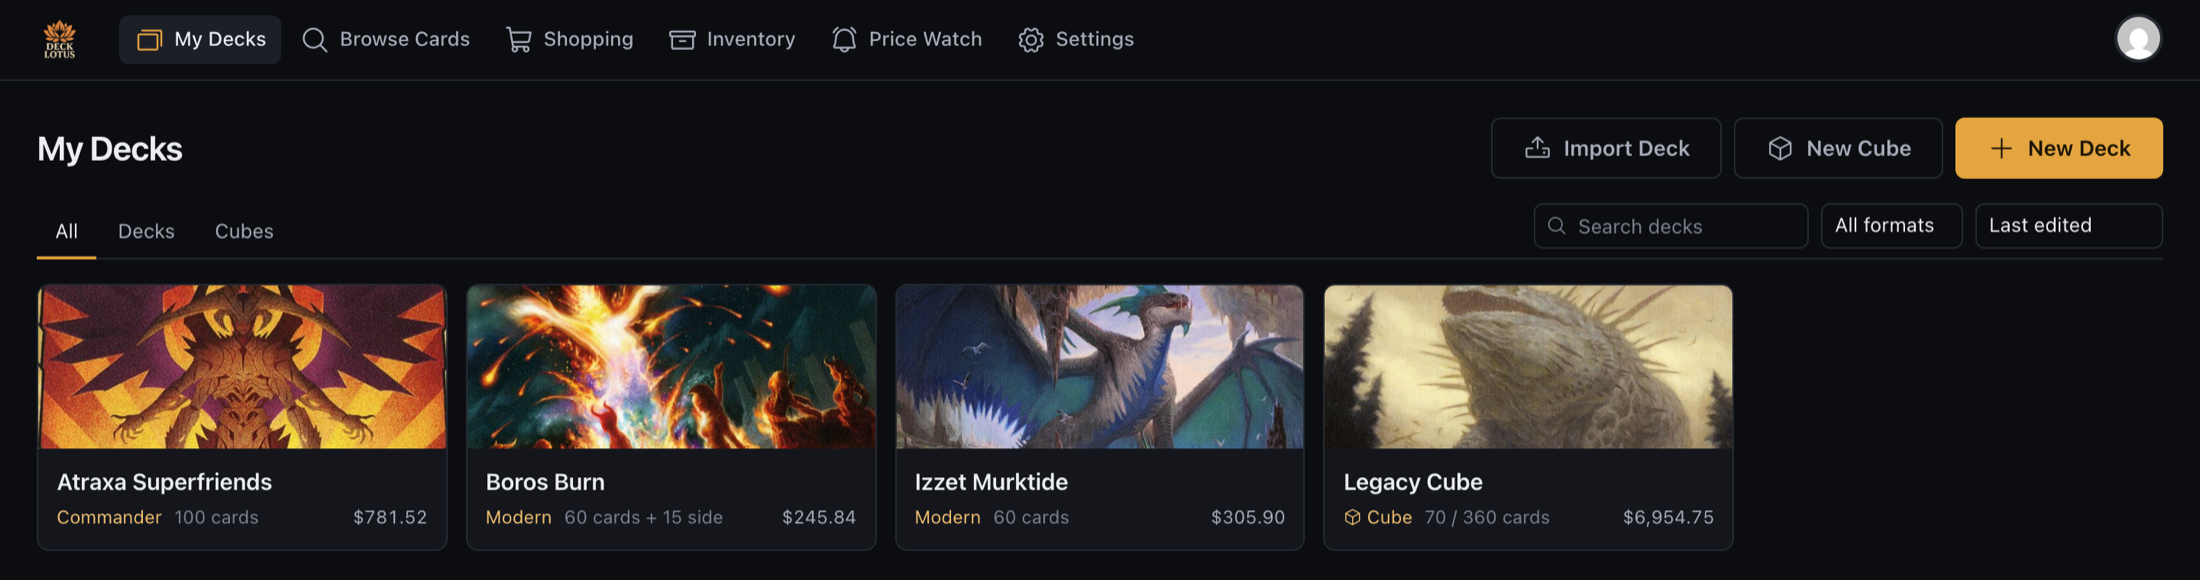 DECK
LOTUS
My Decks
Browse Cards
Shopping
Inventory
Price Watch
Settings
My Decks
Import Deck
New Cube
New Deck
All
Decks
Cubes
Search decks
All formats
Last edited
Atraxa Superfriends
Commander 100 cards $781.52
Boros Burn
Modern 60 cards + 15 side $245.84
Izzet Murktide
Modern 60 cards $305.90
Legacy Cube
Cube 70 / 360 cards $6,954.75